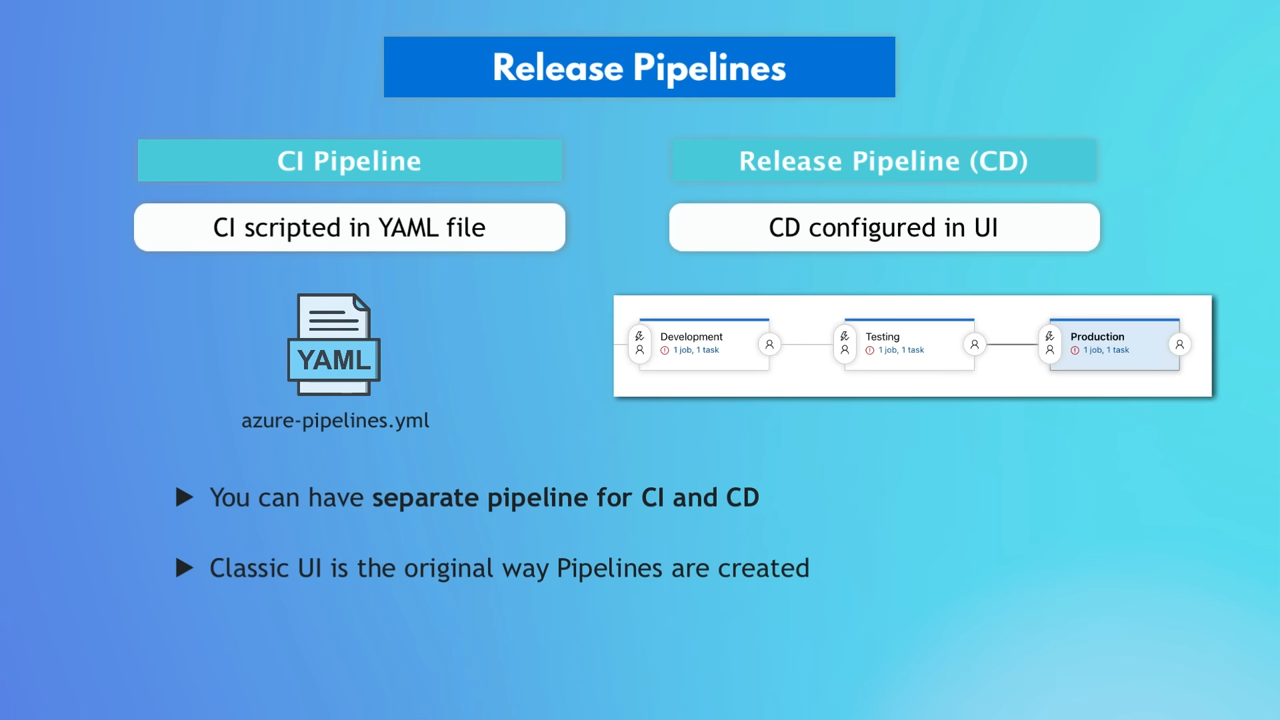 Release Pipelines
CI Pipeline
Release Pipeline (CD)
CI scripted in YAML file
CD configured in UI
YAML
azure-pipelines.yml
Development
1 job, 1 task
Testing
1 job, 1 task
Production
1 job, 1 task
You can have separate pipeline for CI and CD
Classic UI is the original way Pipelines are created